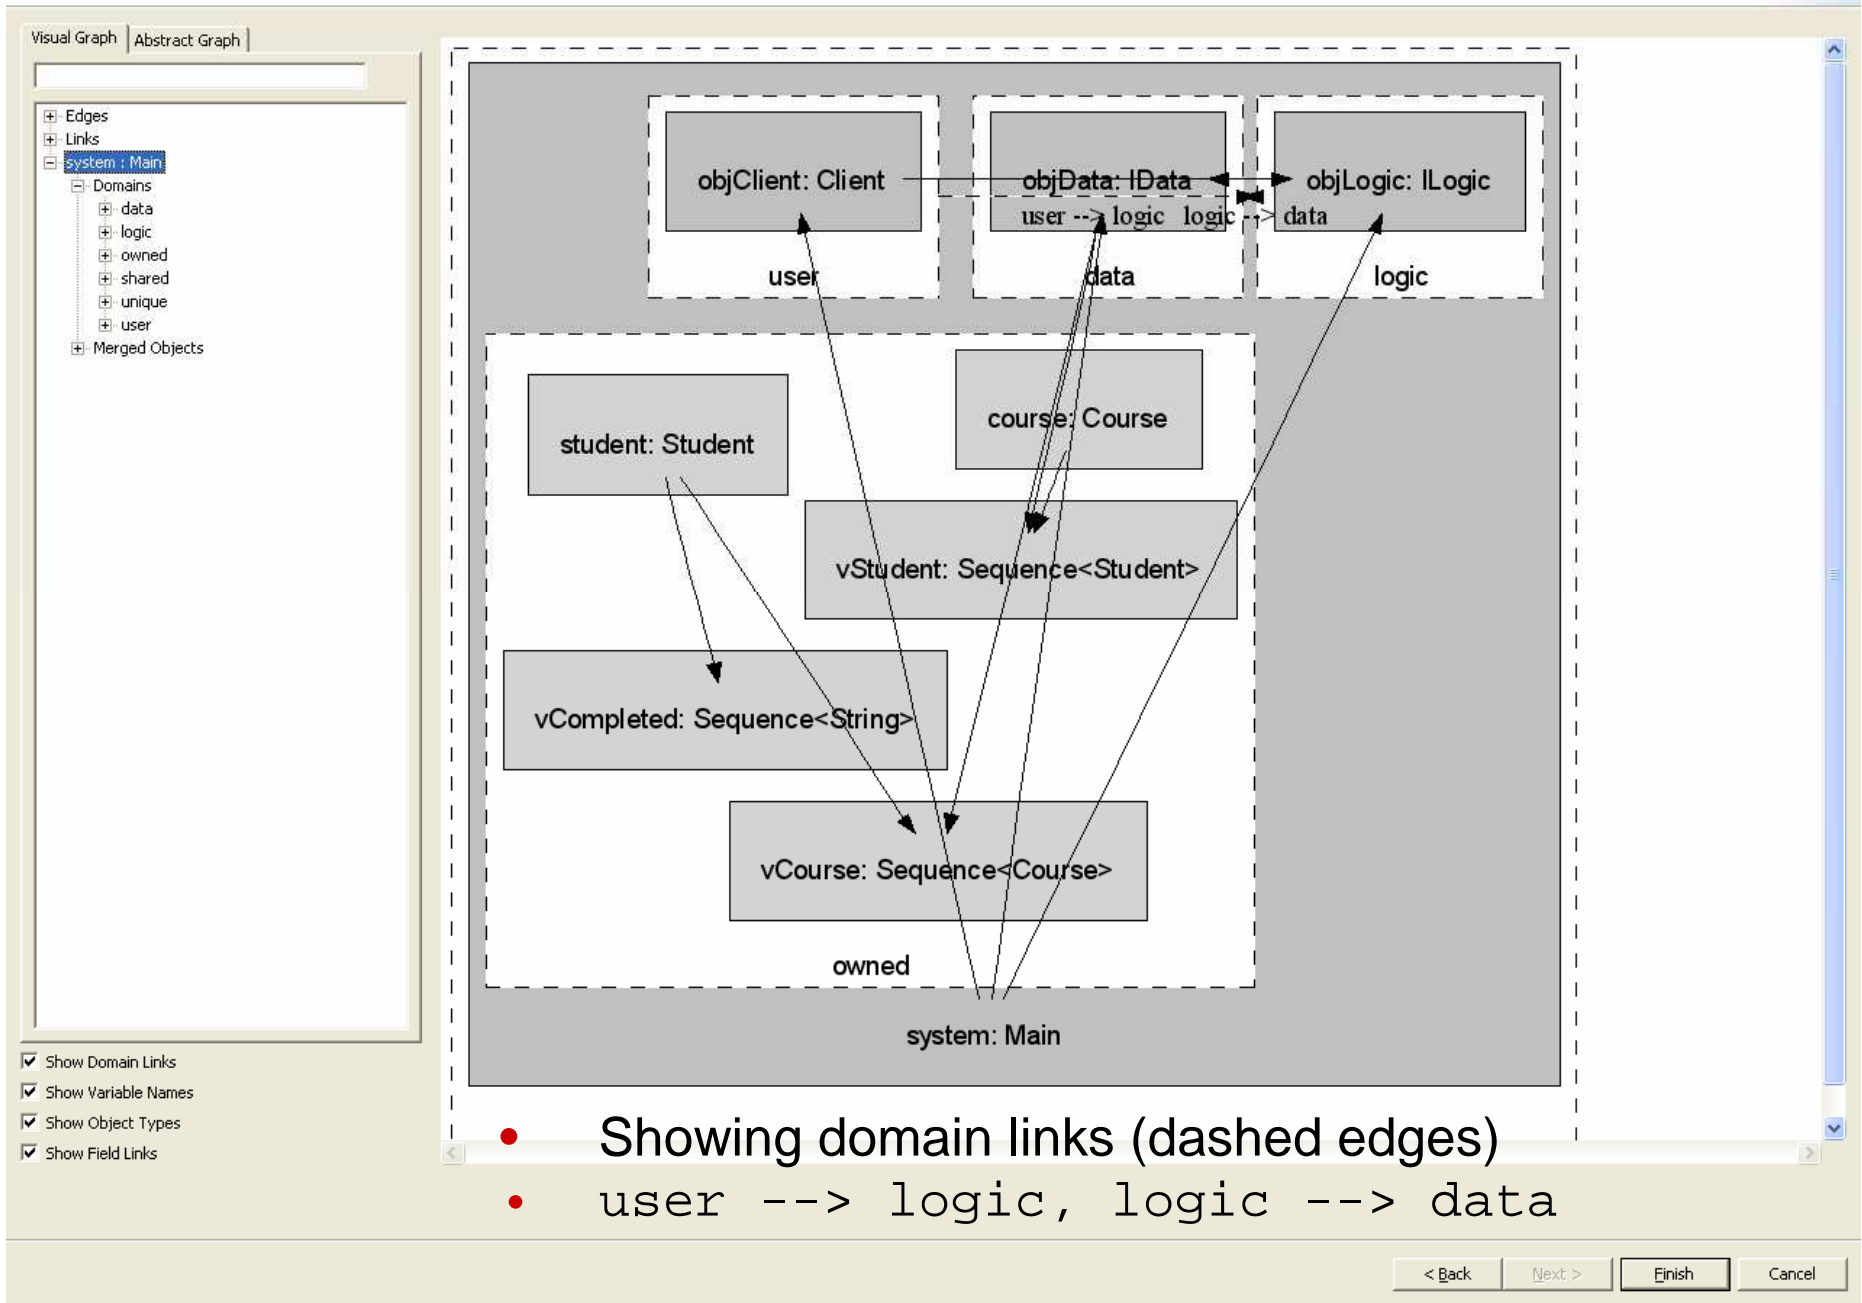 Visual Graph
Abstract Graph
Edges
Links
system : Main
Domains
data
logic
owned
shared
unique
user
Merged Objects
Show Domain Links
Show Variable Names
Show Object Types
Show Field Links
objClient: Client
objData: IData
objLogic: ILogic
user --> logic
logic --> data
user
data
logic
student: Student
course: Course
vStudent: Sequence<Student>
vCompleted: Sequence<String>
vCourse: Sequence<Course>
owned
system: Main
• Showing domain links (dashed edges)
• user --> logic, logic --> data
< Back
Next >
Finish
Cancel